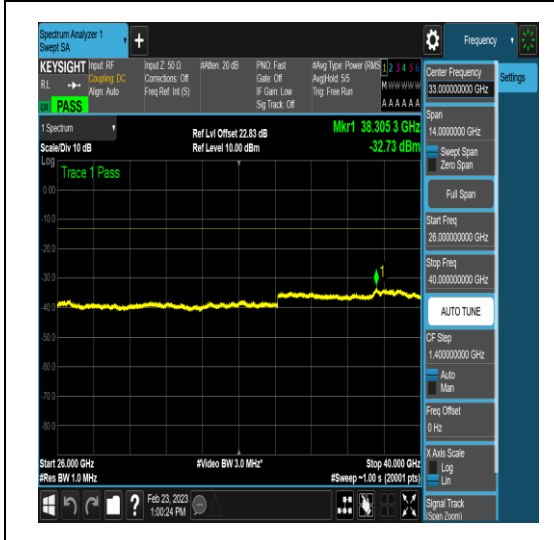 Spectrum Analyzer 1
Swept SA
Frequency
KEYSIGHT
RL
Input: RF
Coupling: DC
Align: Auto
Input Z: 50 Ω
Corrections: Off
Freq Ref: Int (S)
#Atten: 20 dB
PNO: Fast
Gate: Off
IF Gain: Low
Sig Track: Off
#Avg Type: Power (RMS
Avg|Hold: 5/5
Trig: Free Run
1 2 3 4 5 6
M W W W W W
A A A A A A
PASS
Center Frequency
33.000000000 GHz
Settings
1 Spectrum
Scale/Div 10 dB
Ref Lvl Offset 22.83 dB
Ref Level 10.00 dBm
Mkr1 38.305 3 GHz
-32.73 dBm
Span
14.0000000 GHz
Swept Span
Zero Span
Log
Trace 1 Pass
Full Span
0.00
-10.0
-20.0
-30.0
-40.0
-50.0
-60.0
-70.0
-80.0
1
Start Freq
26.000000000 GHz
Stop Freq
40.000000000 GHz
AUTO TUNE
CF Step
1.400000000 GHz
Auto
Man
Freq Offset
0 Hz
X Axis Scale
Log
Lin
Signal Track
(Span Zoom)
Start 26.000 GHz
#Res BW 1.0 MHz
#Video BW 3.0 MHz*
Stop 40.000 GHz
#Sweep ~1.00 s (20001 pts)
?
Feb 23, 2023
1:00:24 PM